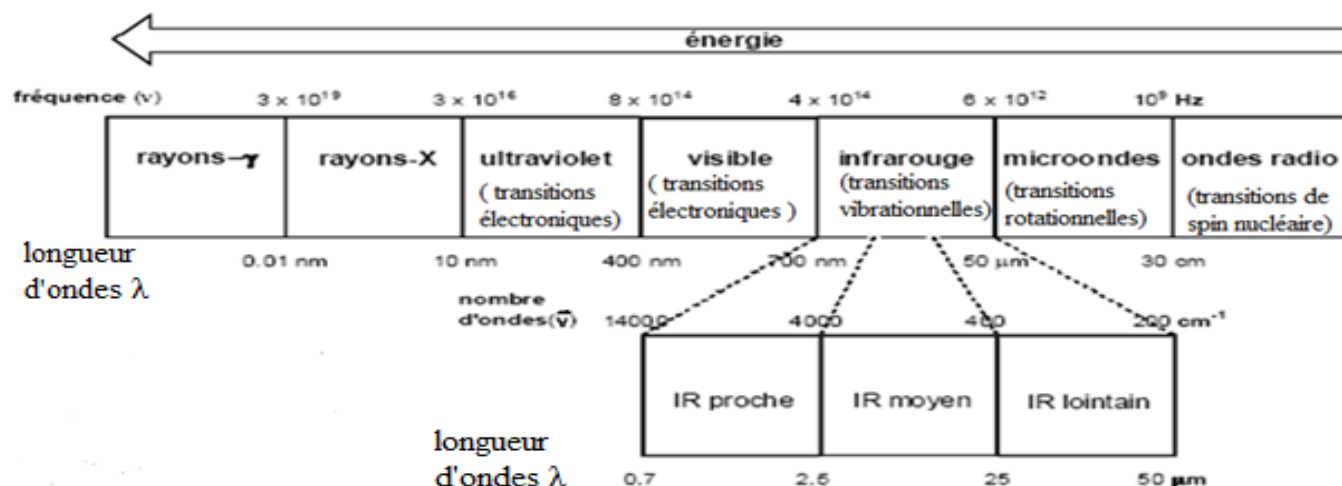 énergie
fréquence (ν) 3 × 10¹⁹ 3 × 10¹⁶ 8 × 10¹⁴ 4 × 10¹⁴ 6 × 10¹² 10⁹ Hz
rayons-γ rayons-X ultraviolet visible infrarouge microondes ondes radio
( transitions ( transitions (transitions (transitions (transitions de
électroniques) électroniques ) vibrationnelles) rotationnelles) spin nucléaire)
longueur
d'ondes λ 0.01 nm 10 nm 400 nm 700 nm 50 µm 30 cm
nombre
d'ondes(ν̄) 14000 4000 400 200 cm⁻¹
IR proche IR moyen IR lointain
longueur
d'ondes λ 0.7 2.5 25 50 µm